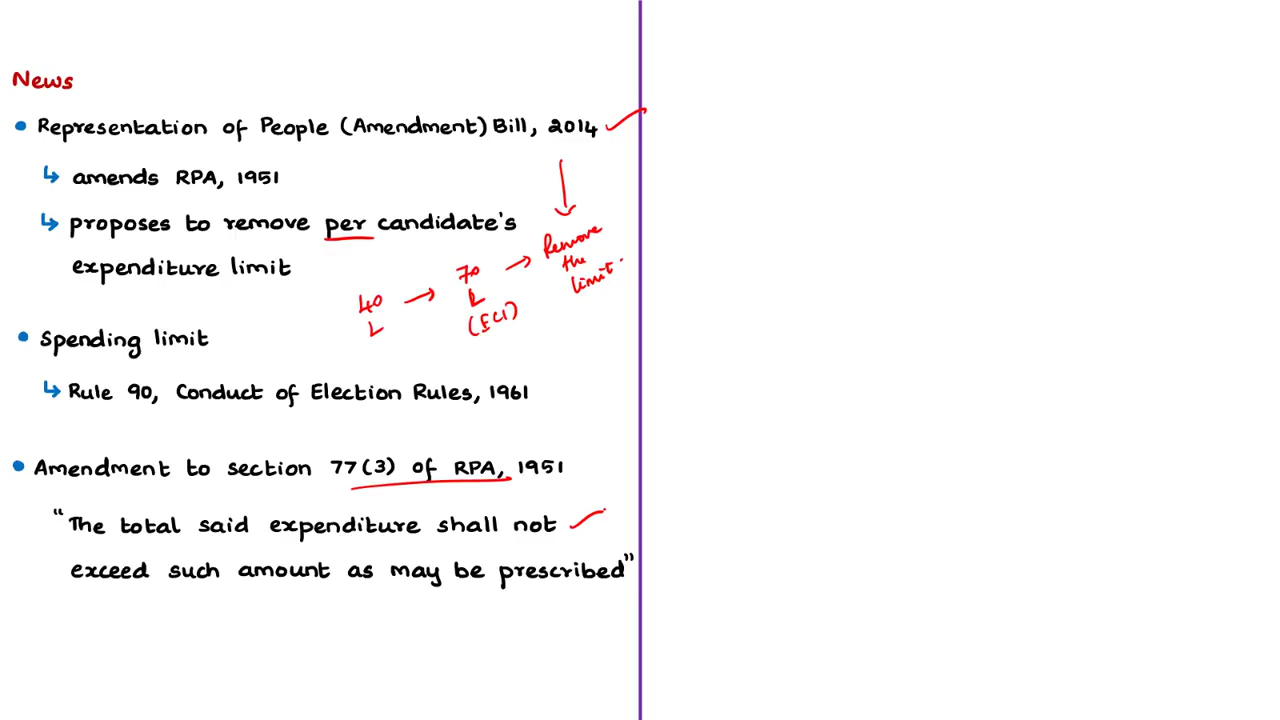 News
• Representation of People (Amendment) Bill, 2014
↳ amends RPA, 1951
↳ proposes to remove per candidate's
expenditure limit
40
L
→
70
L
(ECI)
→
Remove
the
limit.
• Spending limit
↳ Rule 90, Conduct of Election Rules, 1961
• Amendment to section 77(3) of RPA, 1951
"The total said expenditure shall not
exceed such amount as may be prescribed"